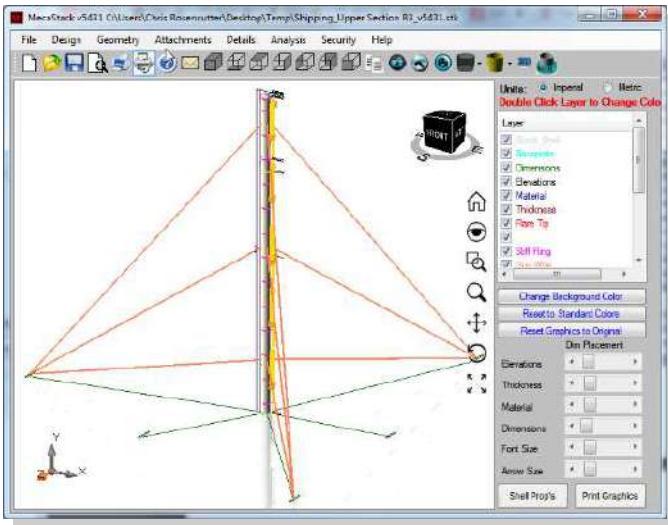 MecaStack v5431 C:\Users\Chris Rosenrutter\Desktop\Temp\Shipping_Upper Section R3_v5431.stk
File Design Geometry Attachments Details Analysis Security Help
Units: Imperial Metric
Double Click Layer to Change Colo
Layer
Dimensions
Elevations
Material
Thickness
Flare Tip
Stiff Ring
FRONT
S
Change Background Color
Reset to Standard Colors
Reset Graphics to Original
Dim Placement
Elevations
Thickness
Material
Dimensions
Font Size
Arrow Size
Y
X
Shell Prop's Print Graphics